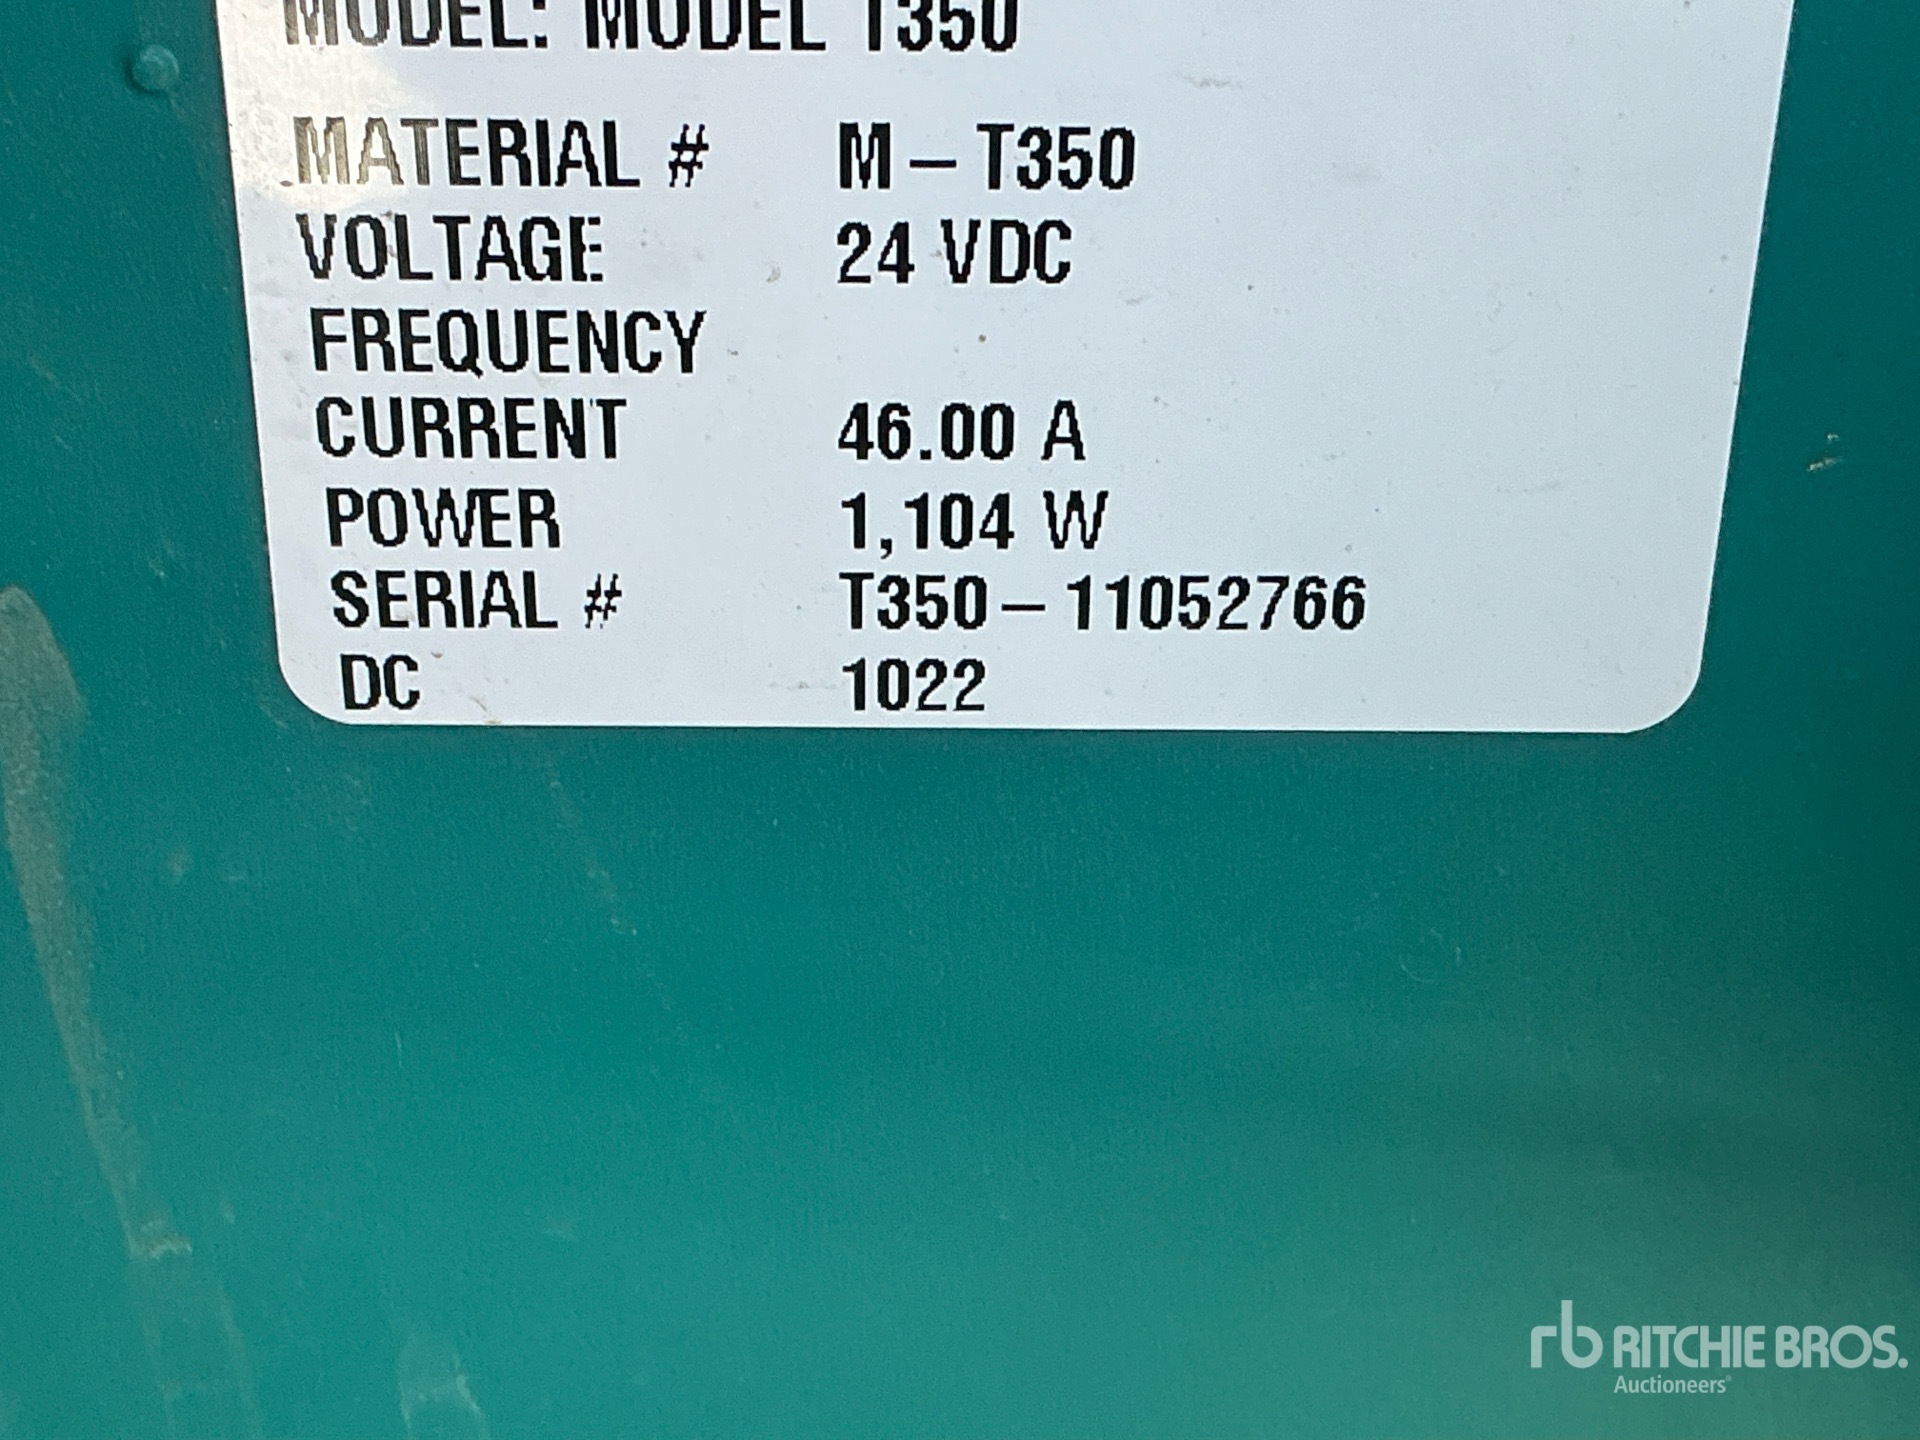 MODEL: MODEL T350
MATERIAL # M-T350
VOLTAGE 24 VDC
FREQUENCY
CURRENT 46.00 A
POWER 1,104 W
SERIAL # T350-11052766
DC 1022
rb RITCHIE BROS.
Auctioneers